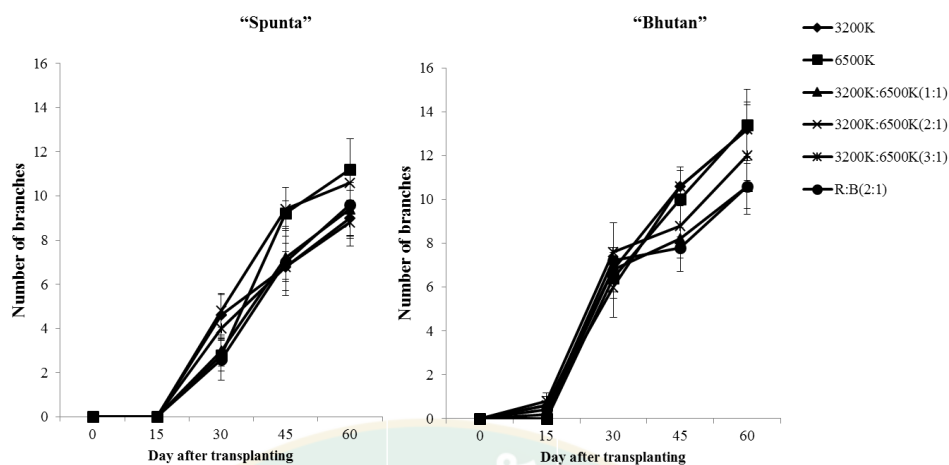 “Spunta”
16
14
12
10
8
6
4
2
0
Number of branches
0 15 30 45 60
Day after transplanting
“Bhutan”
16
14
12
10
8
6
4
2
0
Number of branches
0 15 30 45 60
Day after transplanting
3200K
6500K
3200K:6500K(1:1)
3200K:6500K(2:1)
3200K:6500K(3:1)
R:B(2:1)